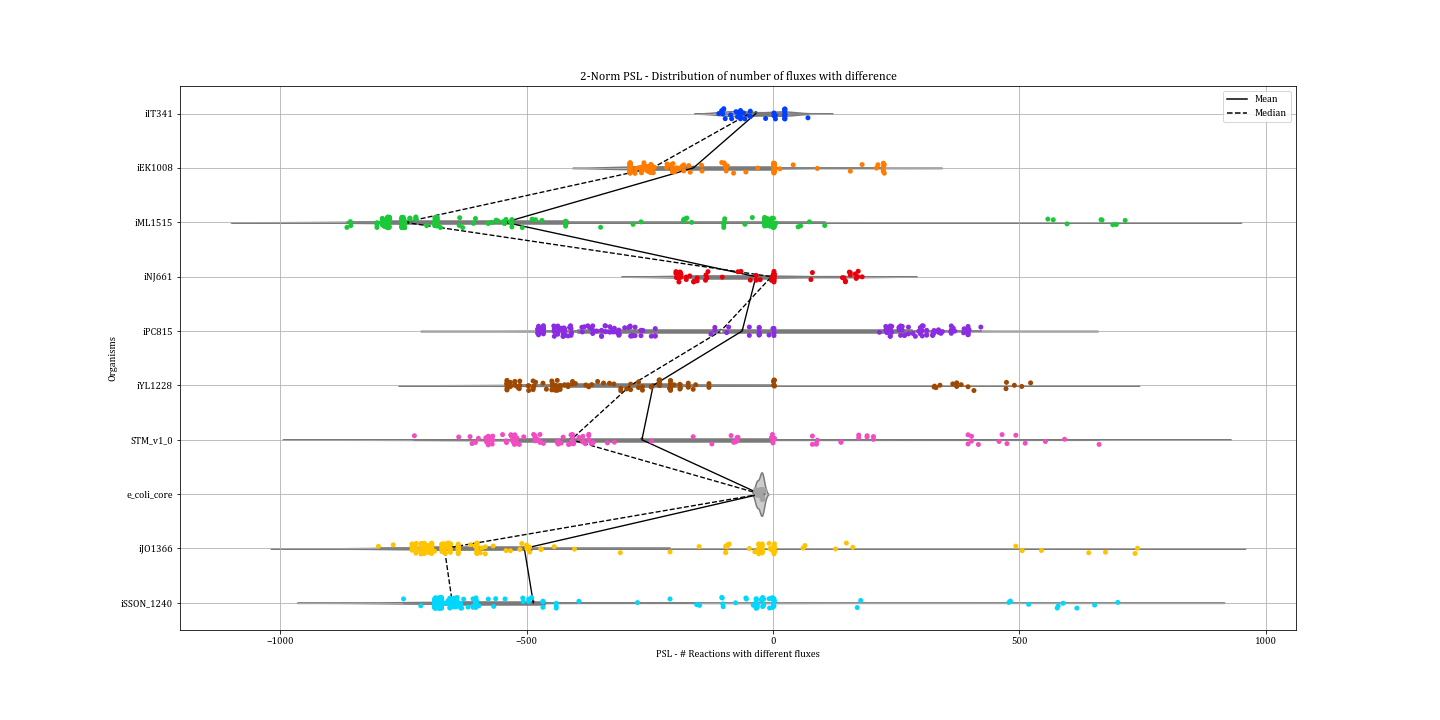 2-Norm PSL - Distribution of number of fluxes with difference
Mean
Median
iIT341
iEK1008
iML1515
iNJ661
iPC815
iYL1228
STM_v1_0
e_coli_core
iJO1366
iSSON_1240
Organisms
−1000 −500 0 500 1000
PSL - # Reactions with different fluxes